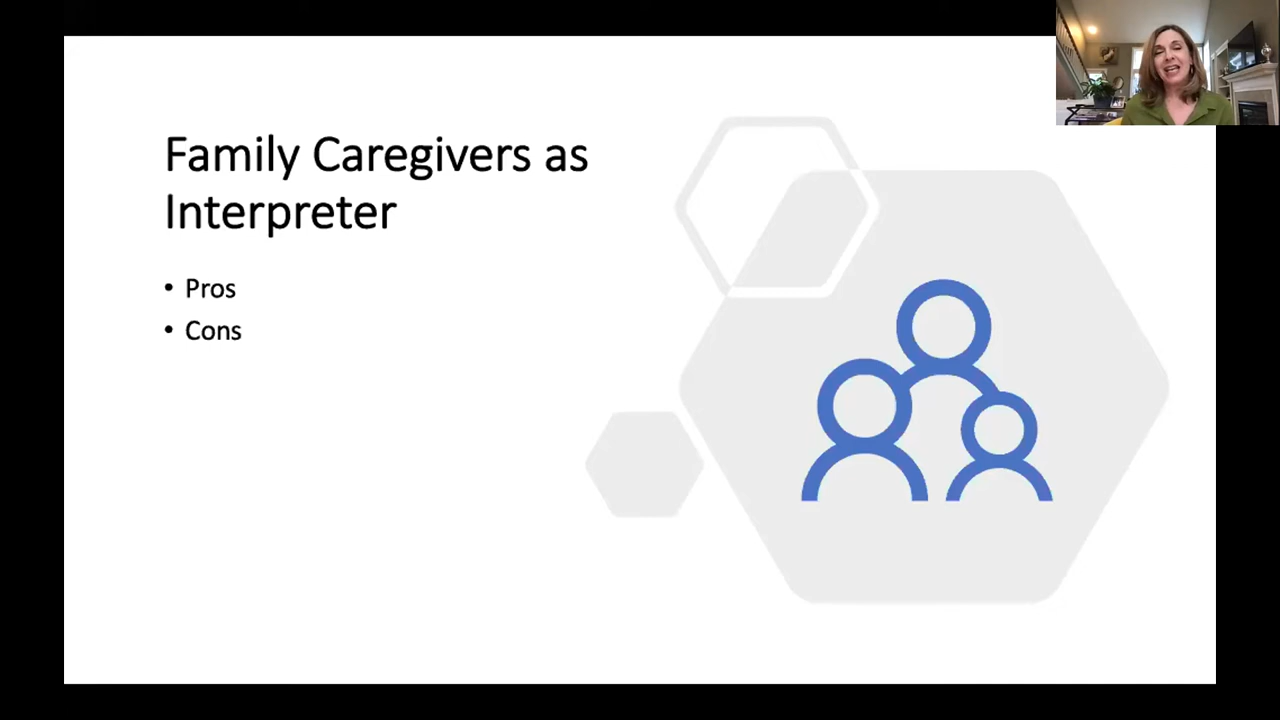 Family Caregivers as
Interpreter
• Pros
• Cons